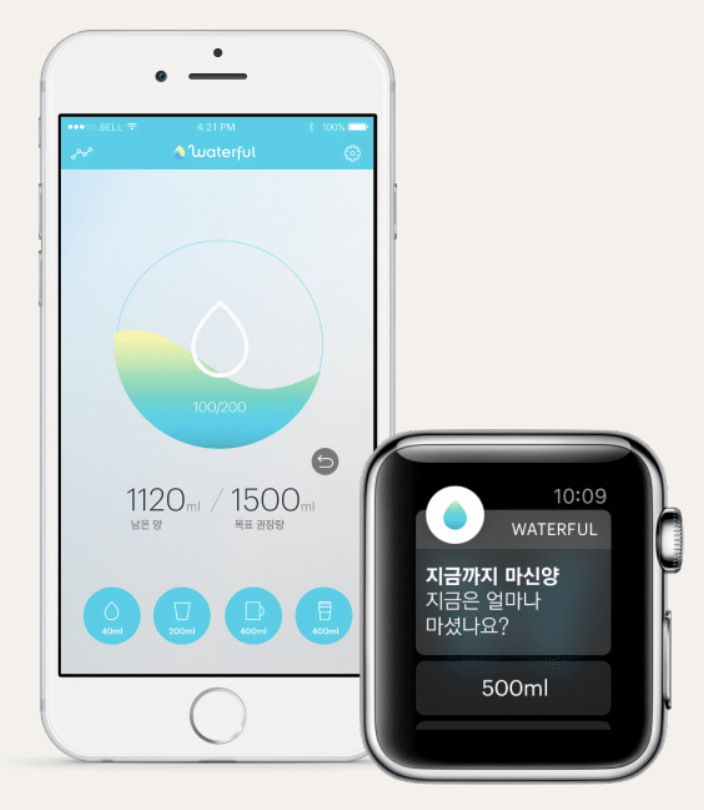 BELL
4:21 PM
100%
Waterful
100/200
1120ml / 1500ml
남은 양
목표 권장량
40ml
200ml
400ml
400ml
10:09
WATERFUL
지금까지 마신양
지금은 얼마나
마셨나요?
500ml